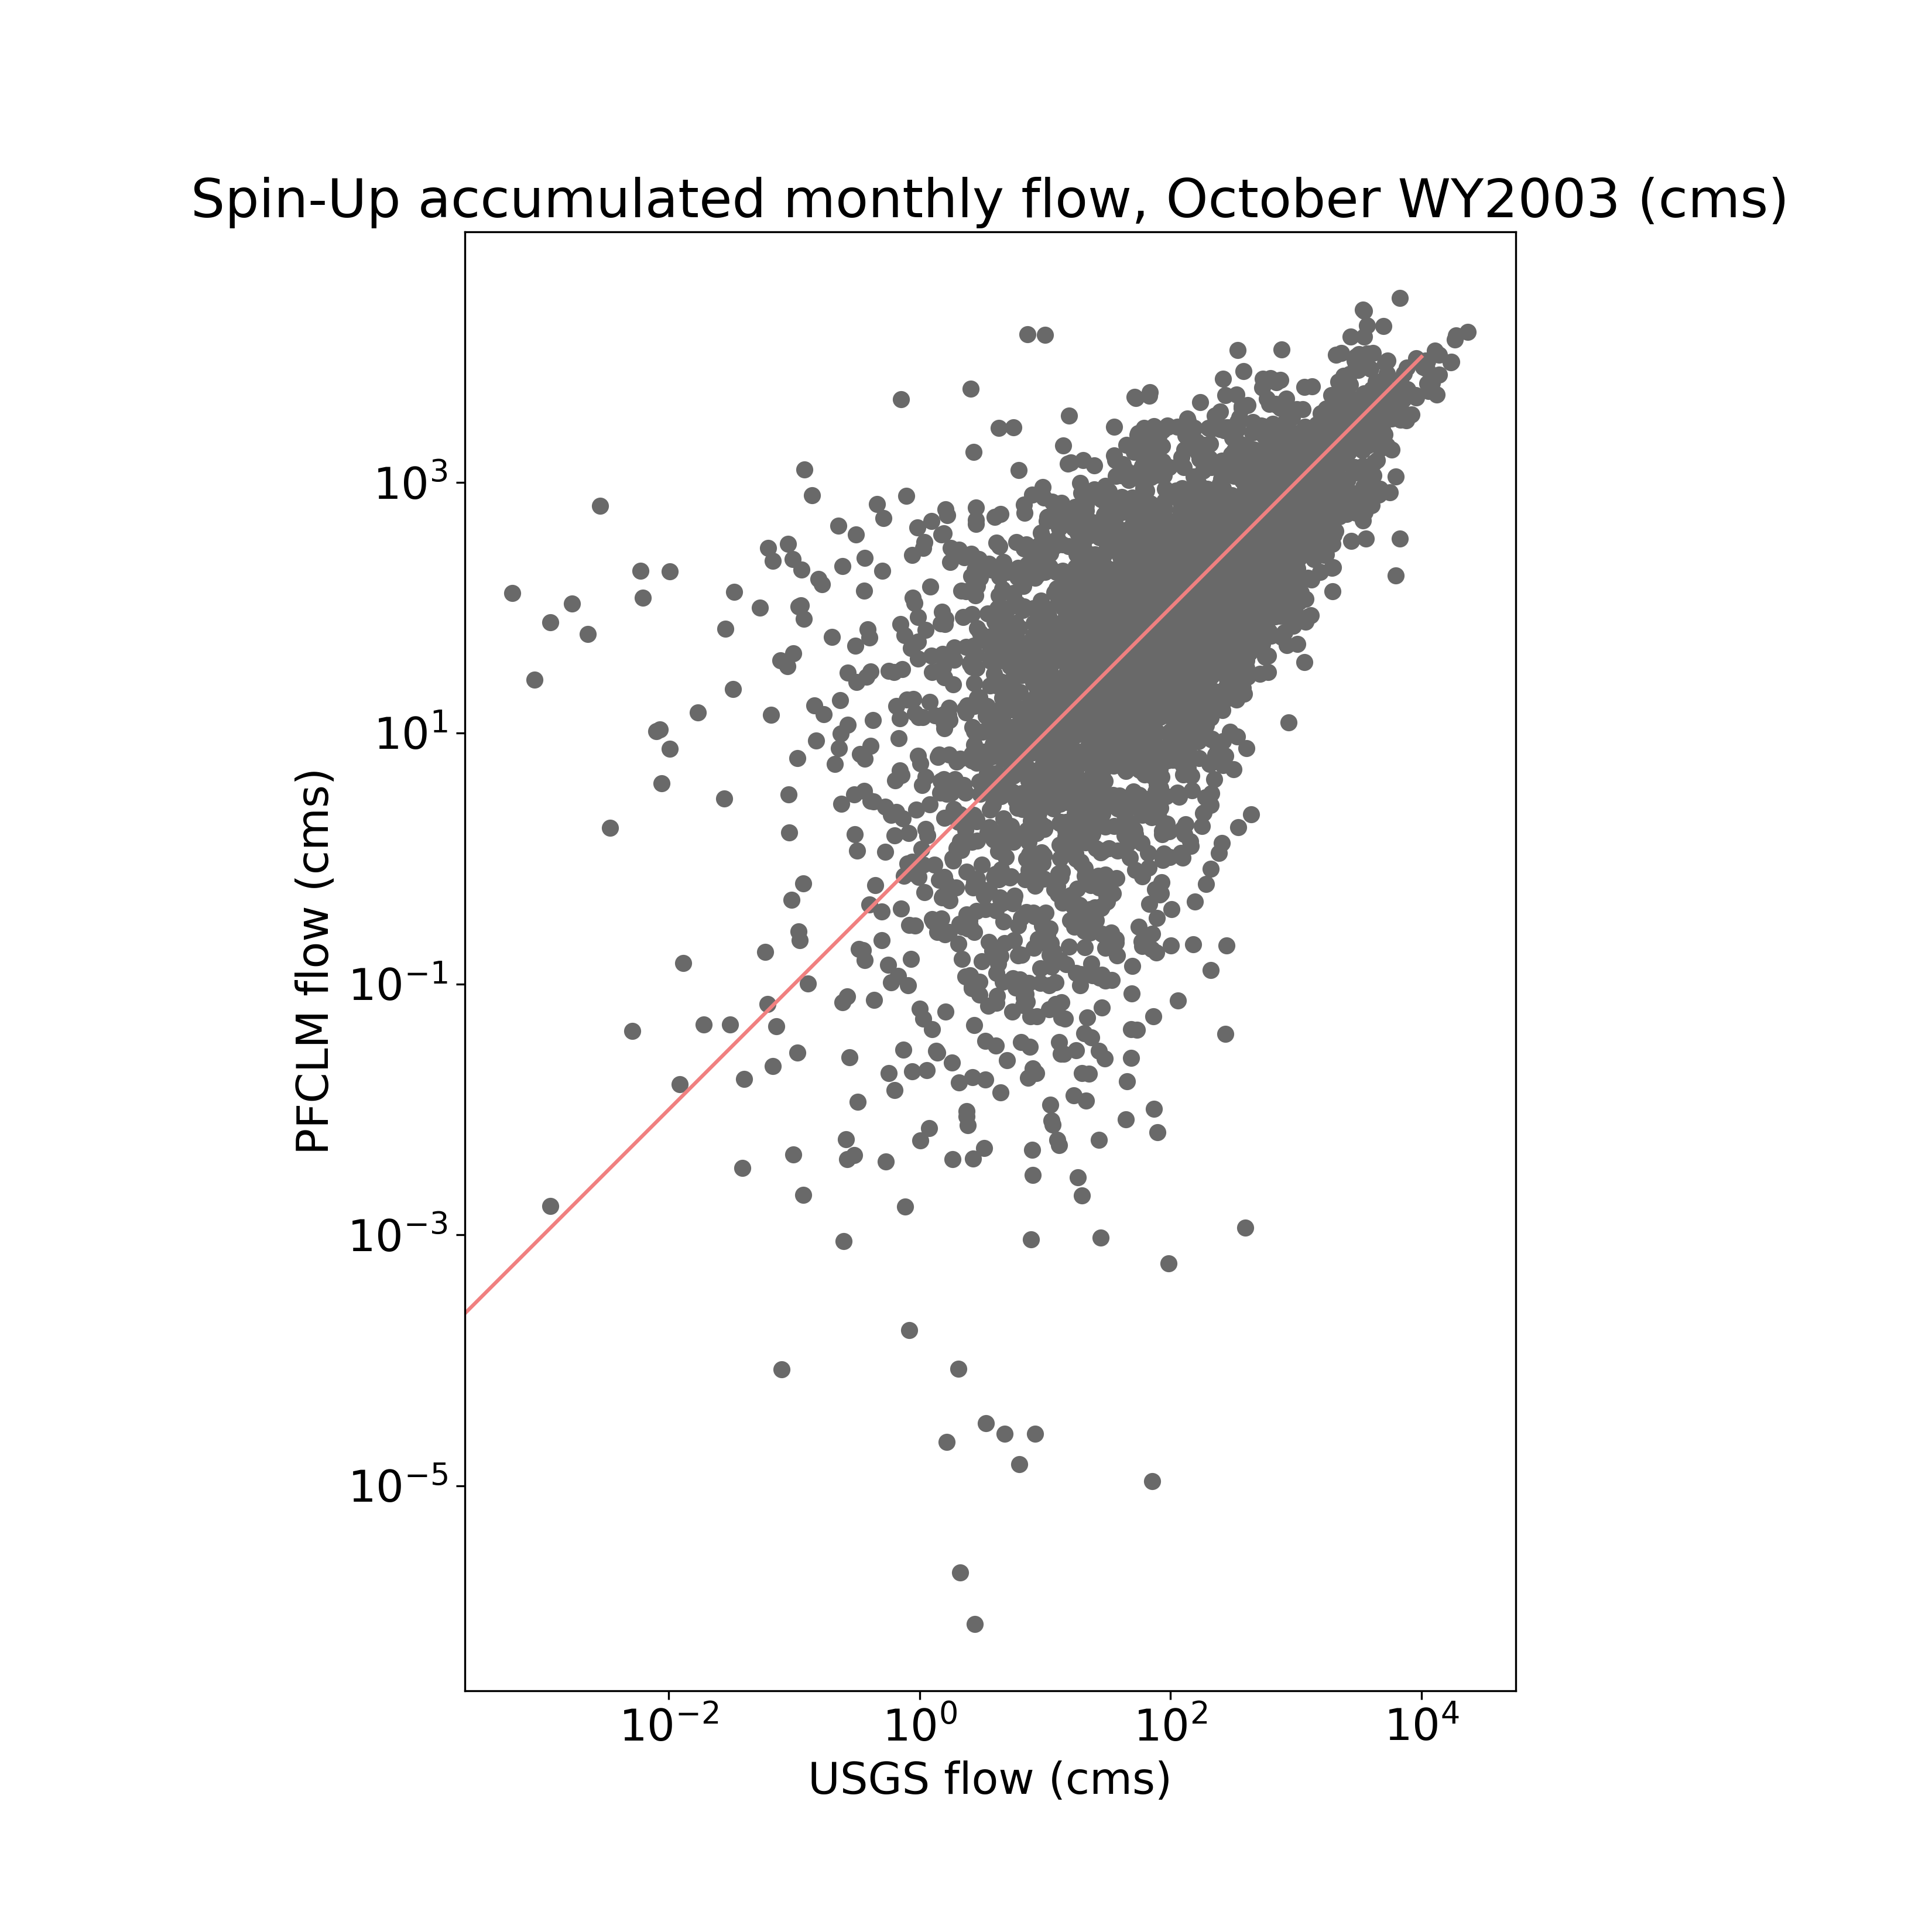 Spin-Up accumulated monthly flow, October WY2003 (cms)
PFCLM flow (cms)
10³
10¹
10⁻¹
10⁻³
10⁻⁵
10⁻² 10⁰ 10² 10⁴
USGS flow (cms)